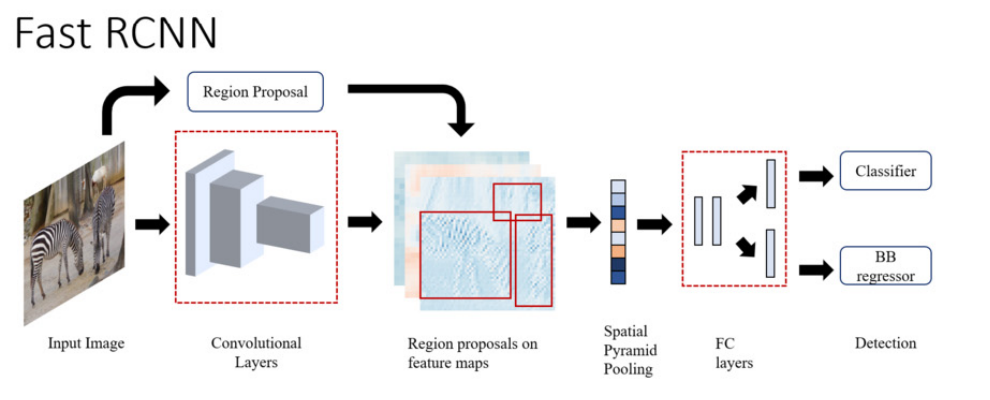 Fast RCNN
Region Proposal
Classifier
BB
regressor
Input Image
Convolutional
Layers
Region proposals on
feature maps
Spatial
Pyramid
Pooling
FC
layers
Detection